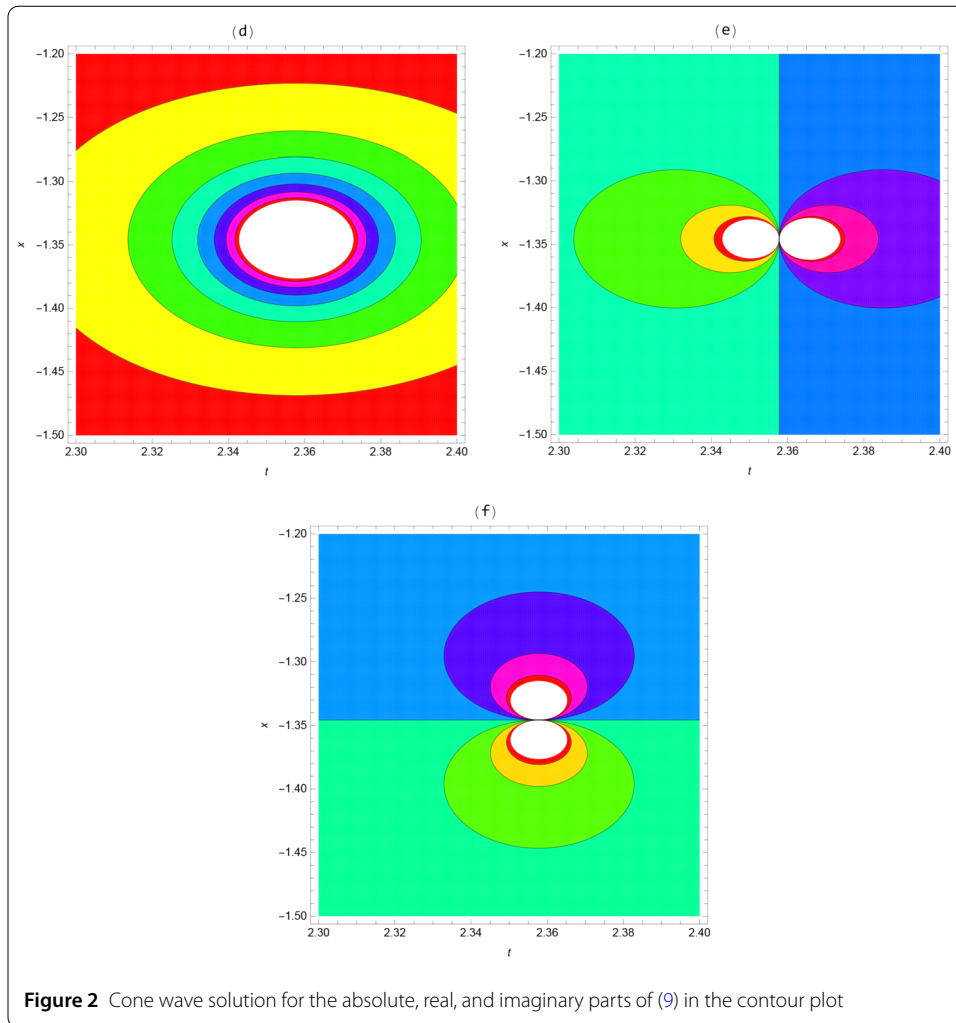 (d)
(e)
-1.20
-1.25
-1.30
x -1.35
-1.40
-1.45
-1.50
2.30 2.32 2.34 2.36 2.38 2.40
t
-1.20
-1.25
-1.30
x -1.35
-1.40
-1.45
-1.50
2.30 2.32 2.34 2.36 2.38 2.40
t
(f)
-1.20
-1.25
-1.30
x -1.35
-1.40
-1.45
-1.50
2.30 2.32 2.34 2.36 2.38 2.40
t
Figure 2 Cone wave solution for the absolute, real, and imaginary parts of (9) in the contour plot